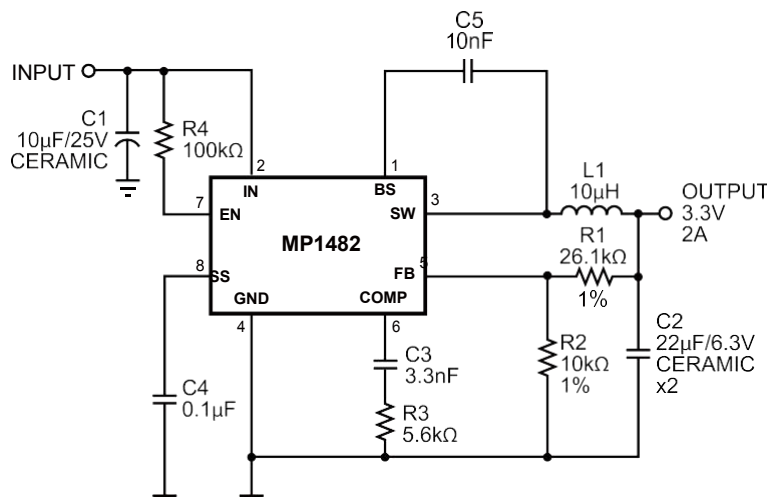 C5
10nF
INPUT
C1
10µF/25V
CERAMIC
R4
100kΩ
2
1
IN
BS
L1
10µH
OUTPUT
3.3V
2A
7
EN
SW
3
MP1482
R1
26.1kΩ
1%
8
SS
FB
5
GND
COMP
4
6
C3
3.3nF
R2
10kΩ
1%
C2
22µF/6.3V
CERAMIC
x2
C4
0.1µF
R3
5.6kΩ